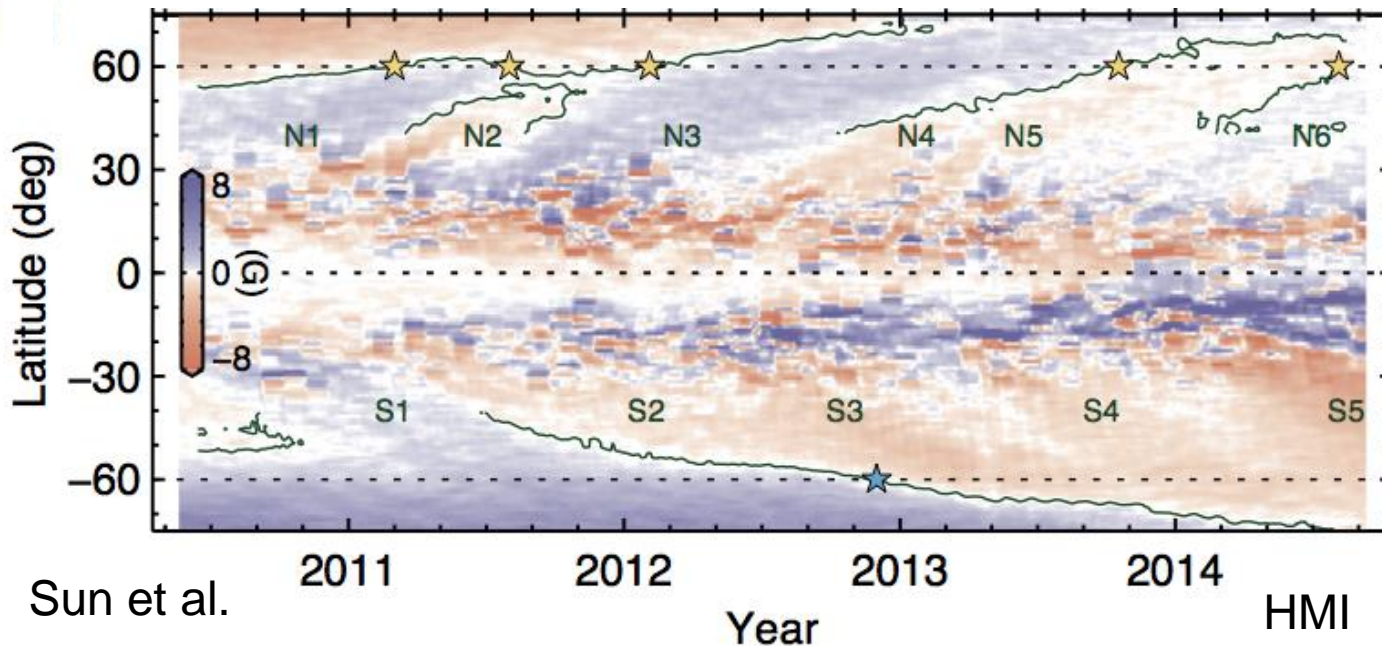 60
30
0
−30
−60
Latitude (deg)
8
0
−8
(G)
N1
N2
N3
N4
N5
N6
S1
S2
S3
S4
S5
2011
2012
2013
2014
Year
Sun et al.
HMI